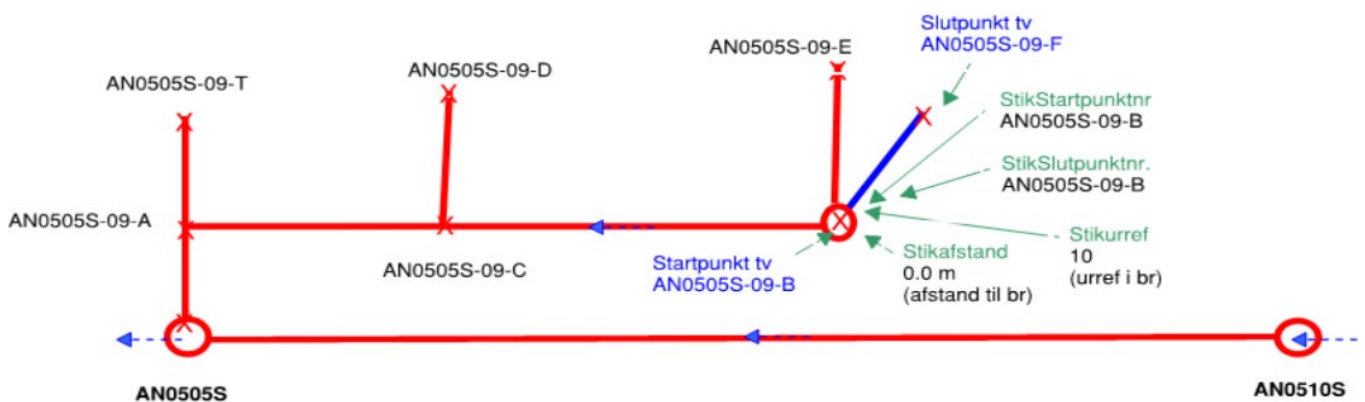 Slutpunkt tv
AN0505S-09-F
AN0505S-09-E
AN0505S-09-D
AN0505S-09-T
StikStartpunktnr
AN0505S-09-B
StikSlutpunktnr.
AN0505S-09-B
AN0505S-09-A
Stikurref
10
(urref i br)
Stikafstand
0.0 m
(afstand til br)
Startpunkt tv
AN0505S-09-B
AN0505S-09-C
AN0505S
AN0510S